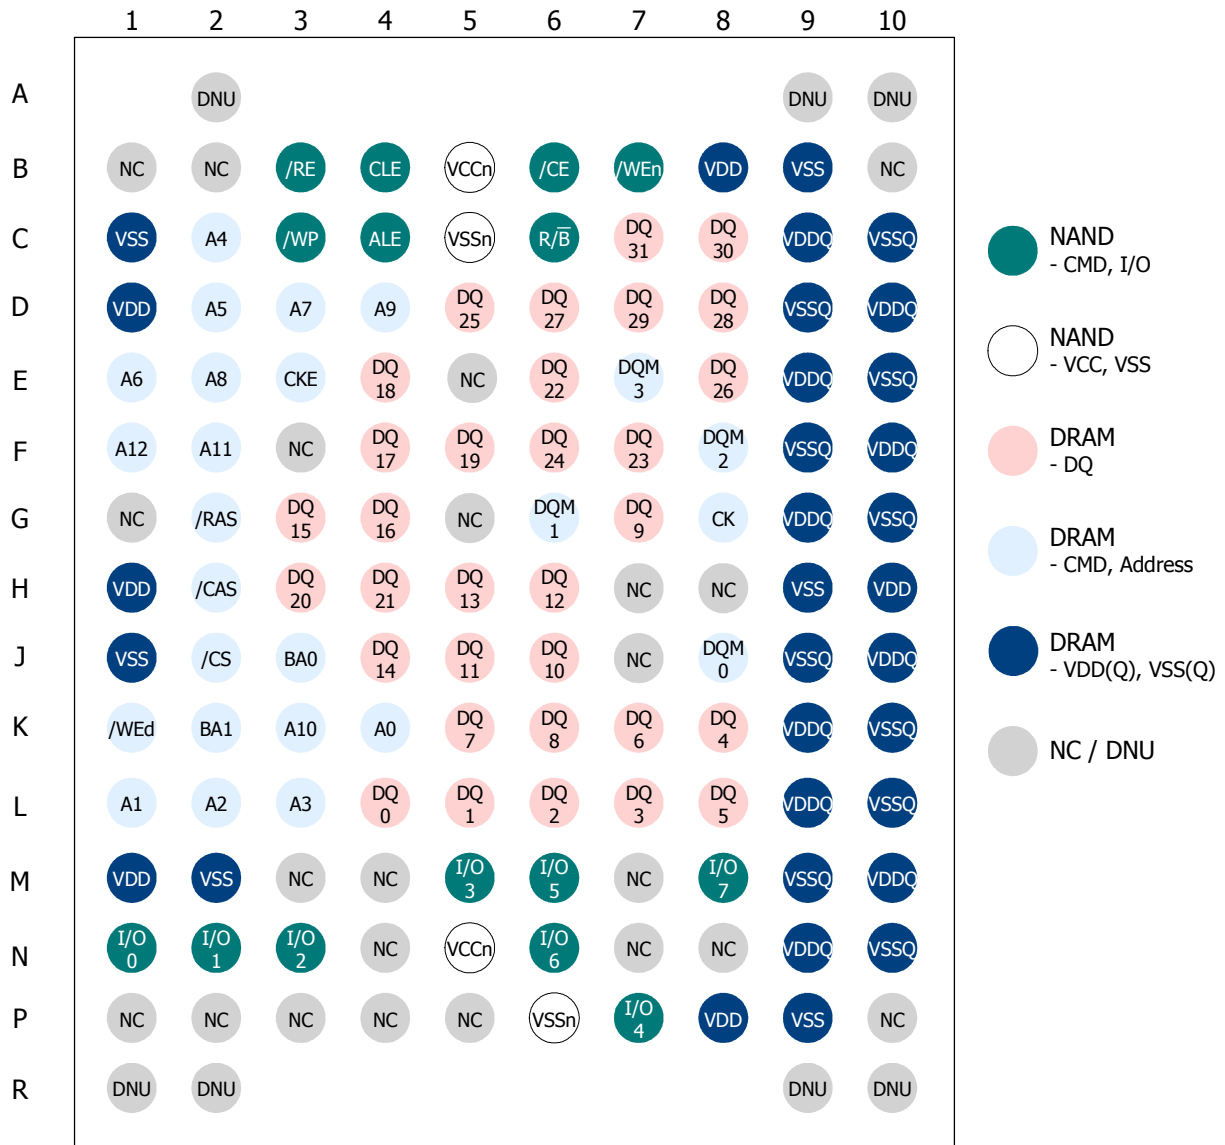 1 2 3 4 5 6 7 8 9 10
A DNU DNU DNU
B NC NC /RE CLE VCCn /CE /WEn VDD VSS NC
C VSS A4 /WP ALE VSSn R/B̅ DQ 31 DQ 30 VDDQ VSSQ
D VDD A5 A7 A9 DQ 25 DQ 27 DQ 29 DQ 28 VSSQ VDDQ
E A6 A8 CKE DQ 18 NC DQ 22 DQM 3 DQ 26 VDDQ VSSQ
F A12 A11 NC DQ 17 DQ 19 DQ 24 DQ 23 DQM 2 VSSQ VDDQ
G NC /RAS DQ 15 DQ 16 NC DQM 1 DQ 9 CK VDDQ VSSQ
H VDD /CAS DQ 20 DQ 21 DQ 13 DQ 12 NC NC VSS VDD
J VSS /CS BA0 DQ 14 DQ 11 DQ 10 NC DQM 0 VSSQ VDDQ
K /WEd BA1 A10 A0 DQ 7 DQ 8 DQ 6 DQ 4 VDDQ VSSQ
L A1 A2 A3 DQ 0 DQ 1 DQ 2 DQ 3 DQ 5 VDDQ VSSQ
M VDD VSS NC NC I/O 3 I/O 5 NC I/O 7 VSSQ VDDQ
N I/O 0 I/O 1 I/O 2 NC VCCn I/O 6 NC NC VDDQ VSSQ
P NC NC NC NC NC VSSn I/O 4 VDD VSS NC
R DNU DNU DNU DNU
NAND
- CMD, I/O
NAND
- VCC, VSS
DRAM
- DQ
DRAM
- CMD, Address
DRAM
- VDD(Q), VSS(Q)
NC / DNU